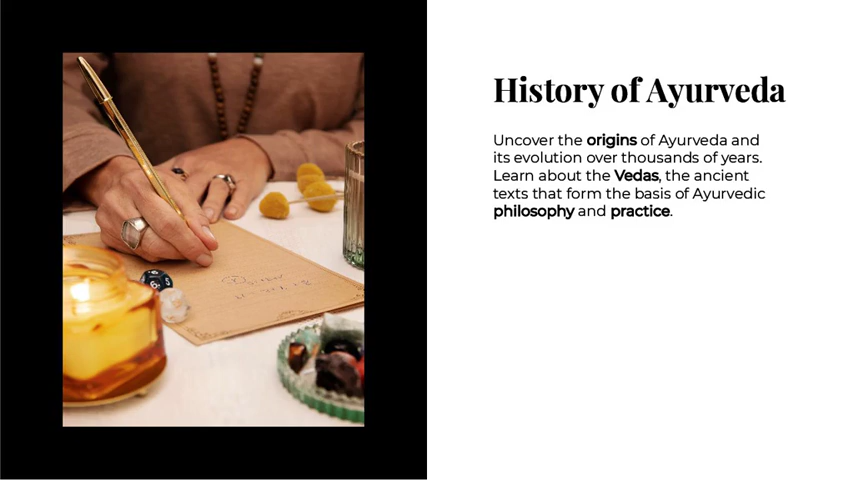 History of Ayurveda
Uncover the origins of Ayurveda and
its evolution over thousands of years.
Learn about the Vedas, the ancient
texts that form the basis of Ayurvedic
philosophy and practice.